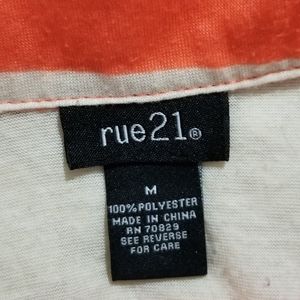 rue21®
M
100% POLYESTER
MADE IN CHINA
RN 70829
SEE REVERSE
FOR CARE